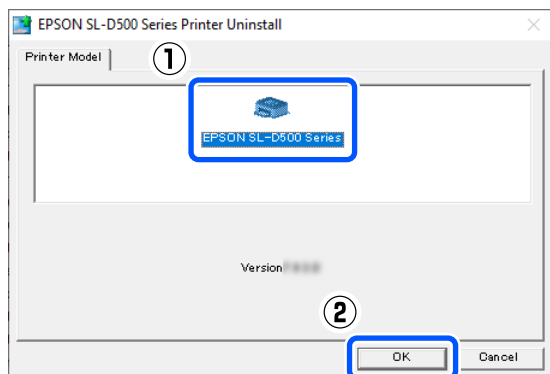 EPSON SL-D500 Series Printer Uninstall
Printer Model
①
EPSON SL-D500 Series
Version
②
OK
Cancel